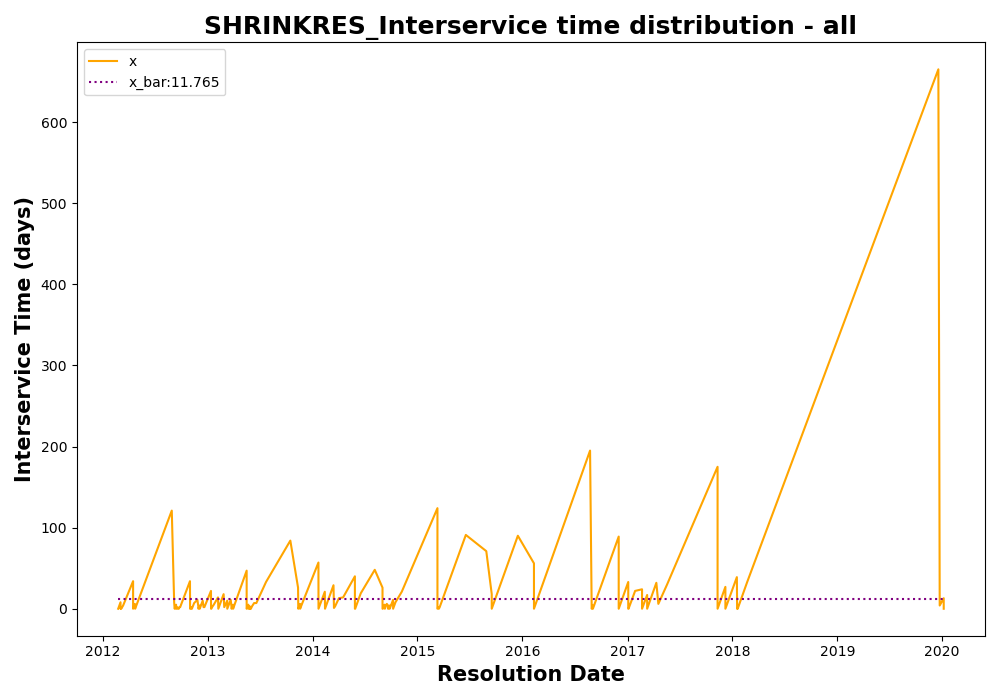 SHRINKRES_Interservice time distribution - all
x
x_bar:11.765
Interservice Time (days)
600
500
400
300
200
100
0
2012 2013 2014 2015 2016 2017 2018 2019 2020
Resolution Date